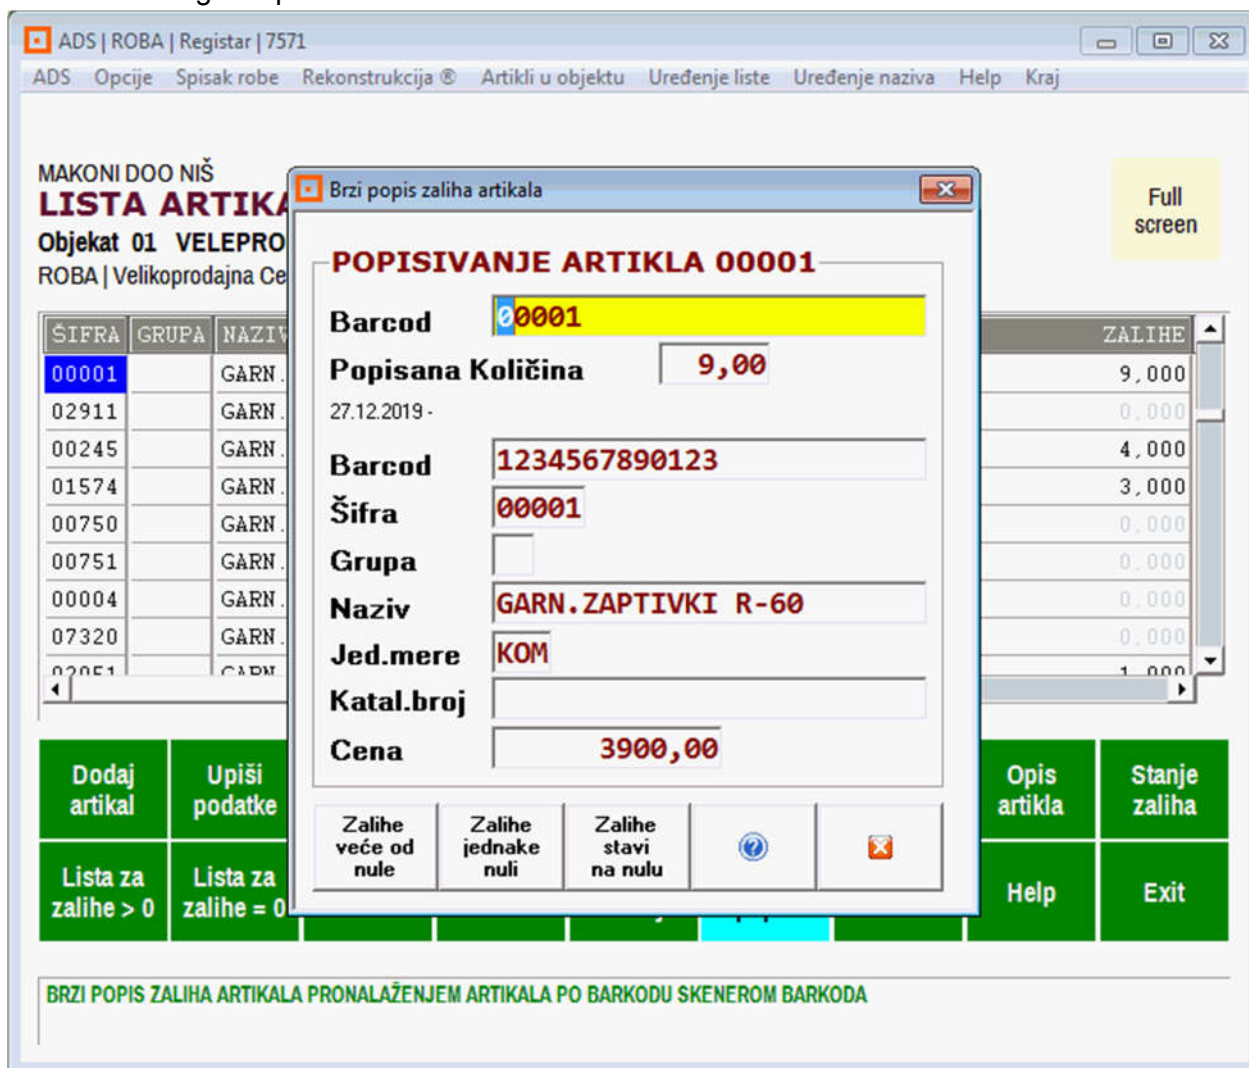 ADS | ROBA | Registar | 7571
ADS Opcije Spisak robe Rekonstrukcija ® Artikli u objektu Uređenje liste Uređenje naziva Help Kraj
MAKONI DOO NIŠ
LISTA ARTIKA
Objekat 01 VELEPRO
ROBA | Velikoprodajna Ce
Full
screen
ŠIFRA GRUPA NAZIV ZALIHE
00001 GARN. 9,000
02911 GARN. 0,000
00245 GARN. 4,000
01574 GARN. 3,000
00750 GARN. 0,000
00751 GARN. 0,000
00004 GARN. 0,000
07320 GARN. 0,000
Brzi popis zaliha artikala
POPISIVANJE ARTIKLA 00001
Barcod 00001
Popisana Količina 9,00
27.12.2019 -
Barcod 1234567890123
Šifra 00001
Grupa
Naziv GARN.ZAPTIVKI R-60
Jed.mere KOM
Katal.broj
Cena 3900,00
Zalihe
veće od
nule
Zalihe
jednake
nuli
Zalihe
stavi
na nulu
Dodaj
artikal
Upiši
podatke
Opis
artikla
Stanje
zaliha
Lista za
zalihe > 0
Lista za
zalihe = 0
Help
Exit
BRZI POPIS ZALIHA ARTIKALA PRONALAŽENJEM ARTIKALA PO BARKODU SKENEROM BARKODA